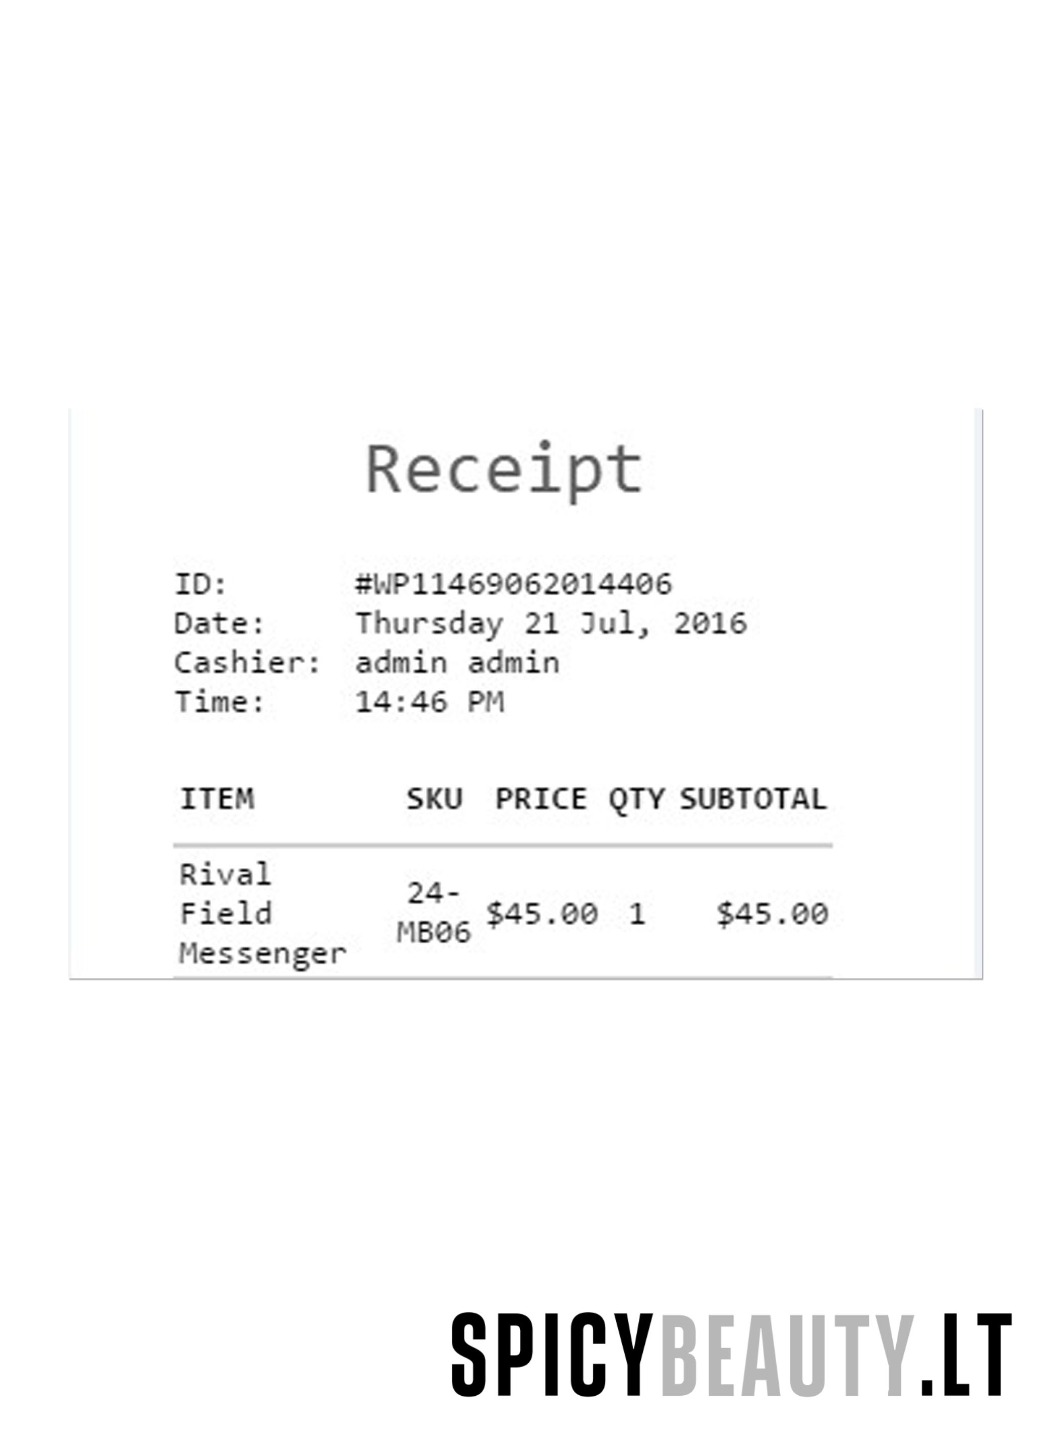 Receipt
ID: #WP11469062014406
Date: Thursday 21 Jul, 2016
Cashier: admin admin
Time: 14:46 PM
ITEM SKU PRICE QTY SUBTOTAL
Rival
Field
Messenger
24-
MB06
$45.00 1 $45.00
SPICYBEAUTY.LT